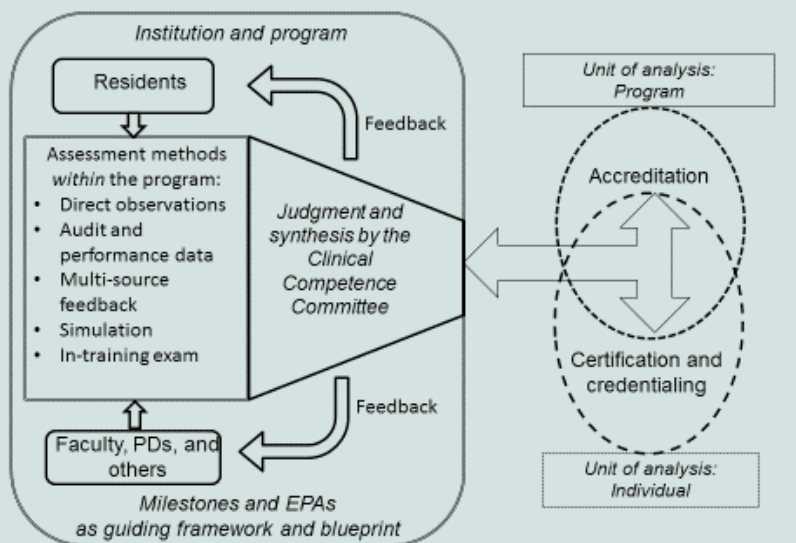 Institution and program
Residents
Feedback
Assessment methods
within the program:
• Direct observations
• Audit and
performance data
• Multi-source
feedback
• Simulation
• In-training exam
Judgment and
synthesis by the
Clinical
Competence
Committee
Feedback
Faculty, PDs, and
others
Milestones and EPAs
as guiding framework and blueprint
Unit of analysis:
Program
Accreditation
Certification and
credentialing
Unit of analysis:
Individual